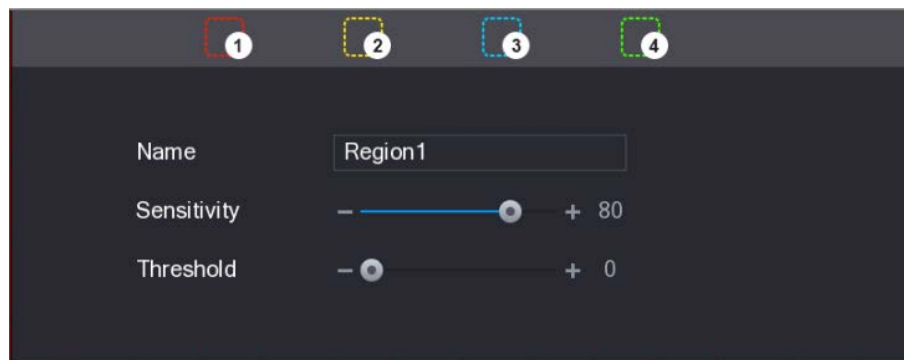 1 2 3 4
Name Region1
Sensitivity − + 80
Threshold − + 0